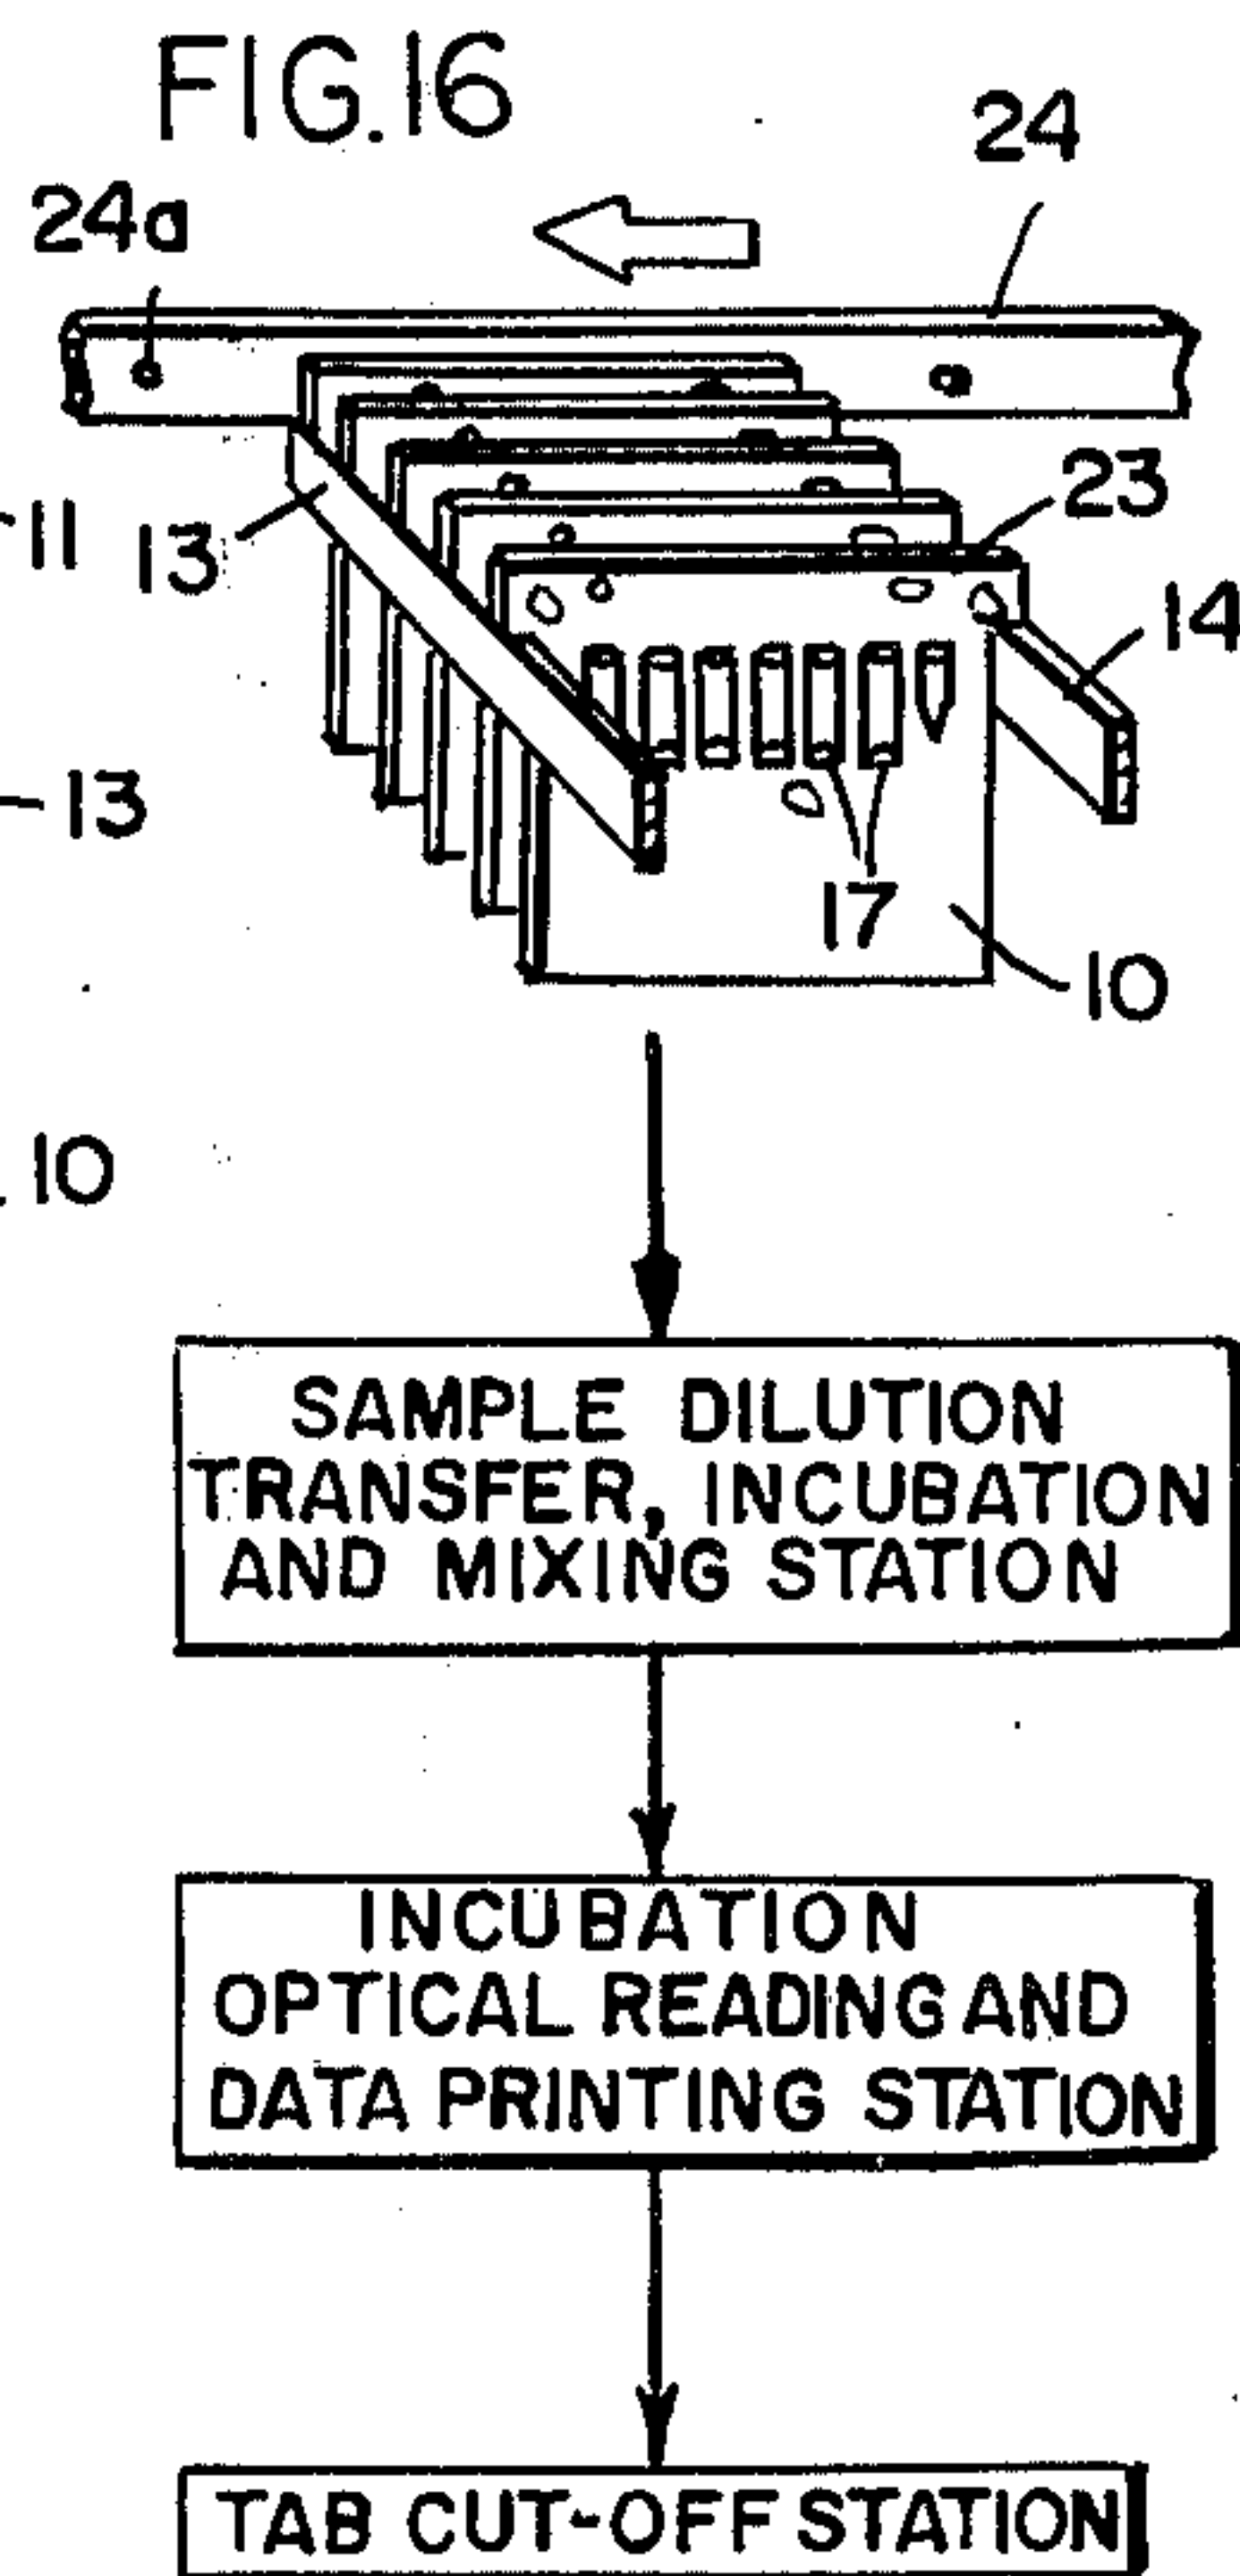 FIG.16
24
24a
23
11
13
14
13
17
10
10
SAMPLE DILUTION
TRANSFER, INCUBATION
AND MIXING STATION
INCUBATION
OPTICAL READING AND
DATA PRINTING STATION
TAB CUT-OFF STATION